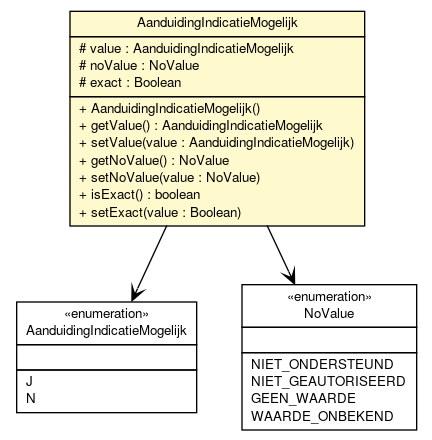 AanduidingIndicatieMogelijk
# value : AanduidingIndicatieMogelijk
# noValue : NoValue
# exact : Boolean
+ AanduidingIndicatieMogelijk()
+ getValue() : AanduidingIndicatieMogelijk
+ setValue(value : AanduidingIndicatieMogelijk)
+ getNoValue() : NoValue
+ setNoValue(value : NoValue)
+ isExact() : boolean
+ setExact(value : Boolean)
«enumeration»
AanduidingIndicatieMogelijk
J
N
«enumeration»
NoValue
NIET_ONDERSTEUND
NIET_GEAUTORISEERD
GEEN_WAARDE
WAARDE_ONBEKEND